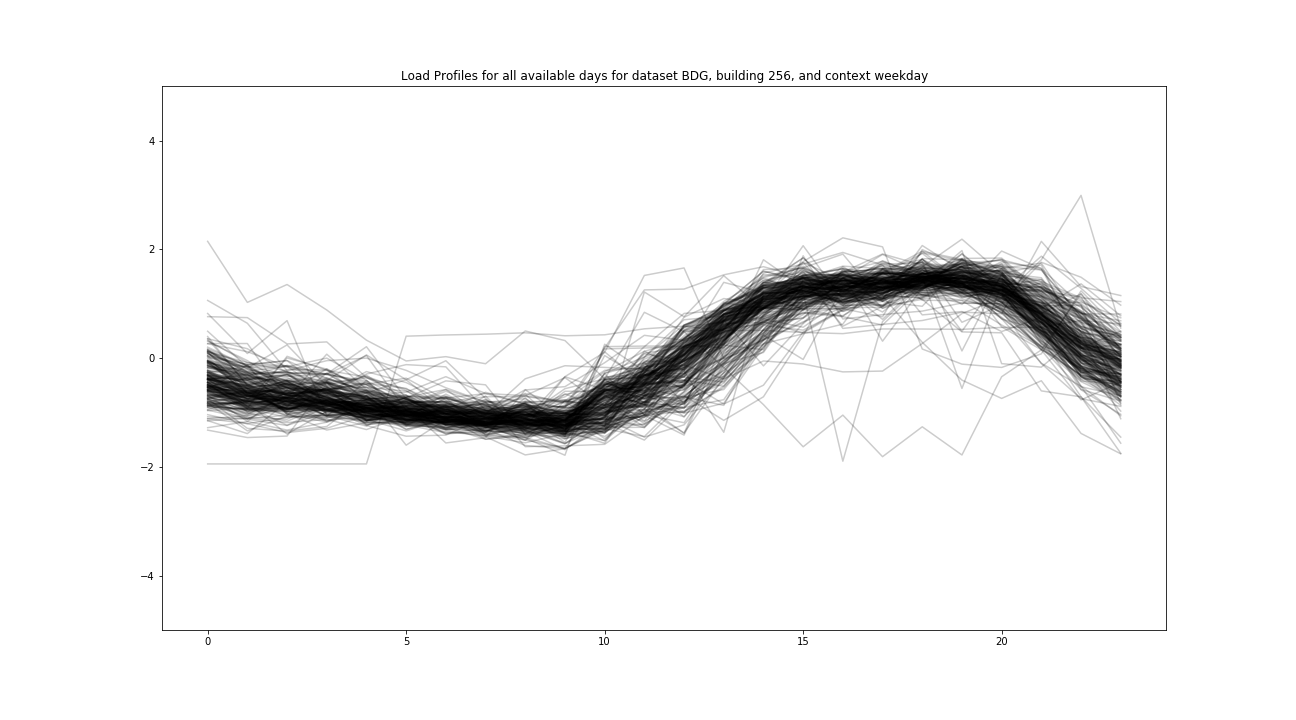 Load Profiles for all available days for dataset BDG, building 256, and context weekday
4
2
0
−2
−4
0 5 10 15 20